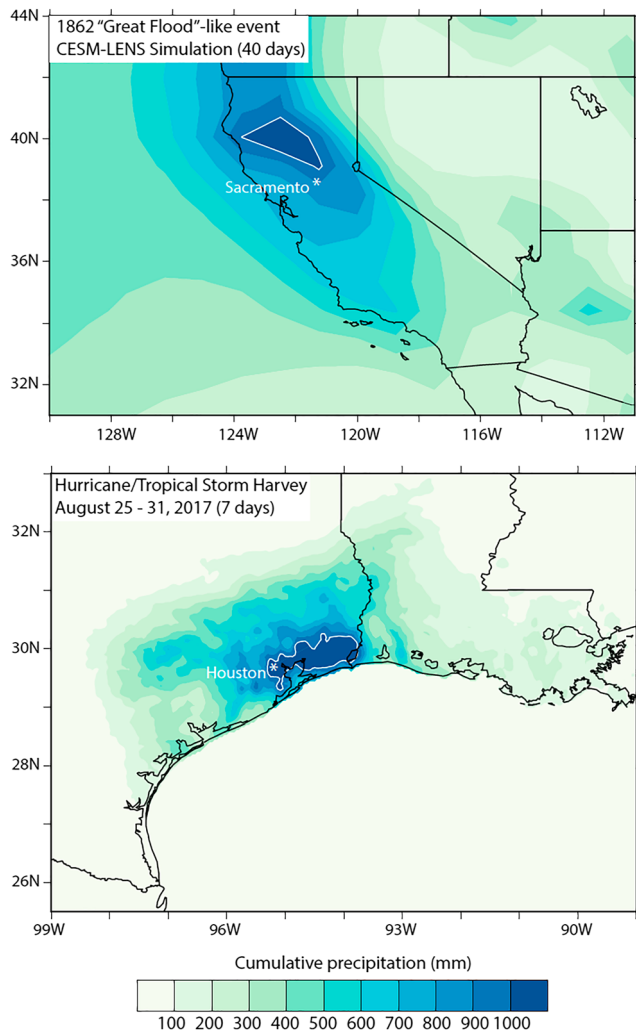 44N
1862 “Great Flood”-like event
CESM-LENS Simulation (40 days)
40N
Sacramento *
36N
32N
128W 124W 120W 116W 112W
Hurricane/Tropical Storm Harvey
August 25 - 31, 2017 (7 days)
32N
30N
Houston *
28N
26N
99W 96W 93W 90W
Cumulative precipitation (mm)
100 200 300 400 500 600 700 800 900 1000